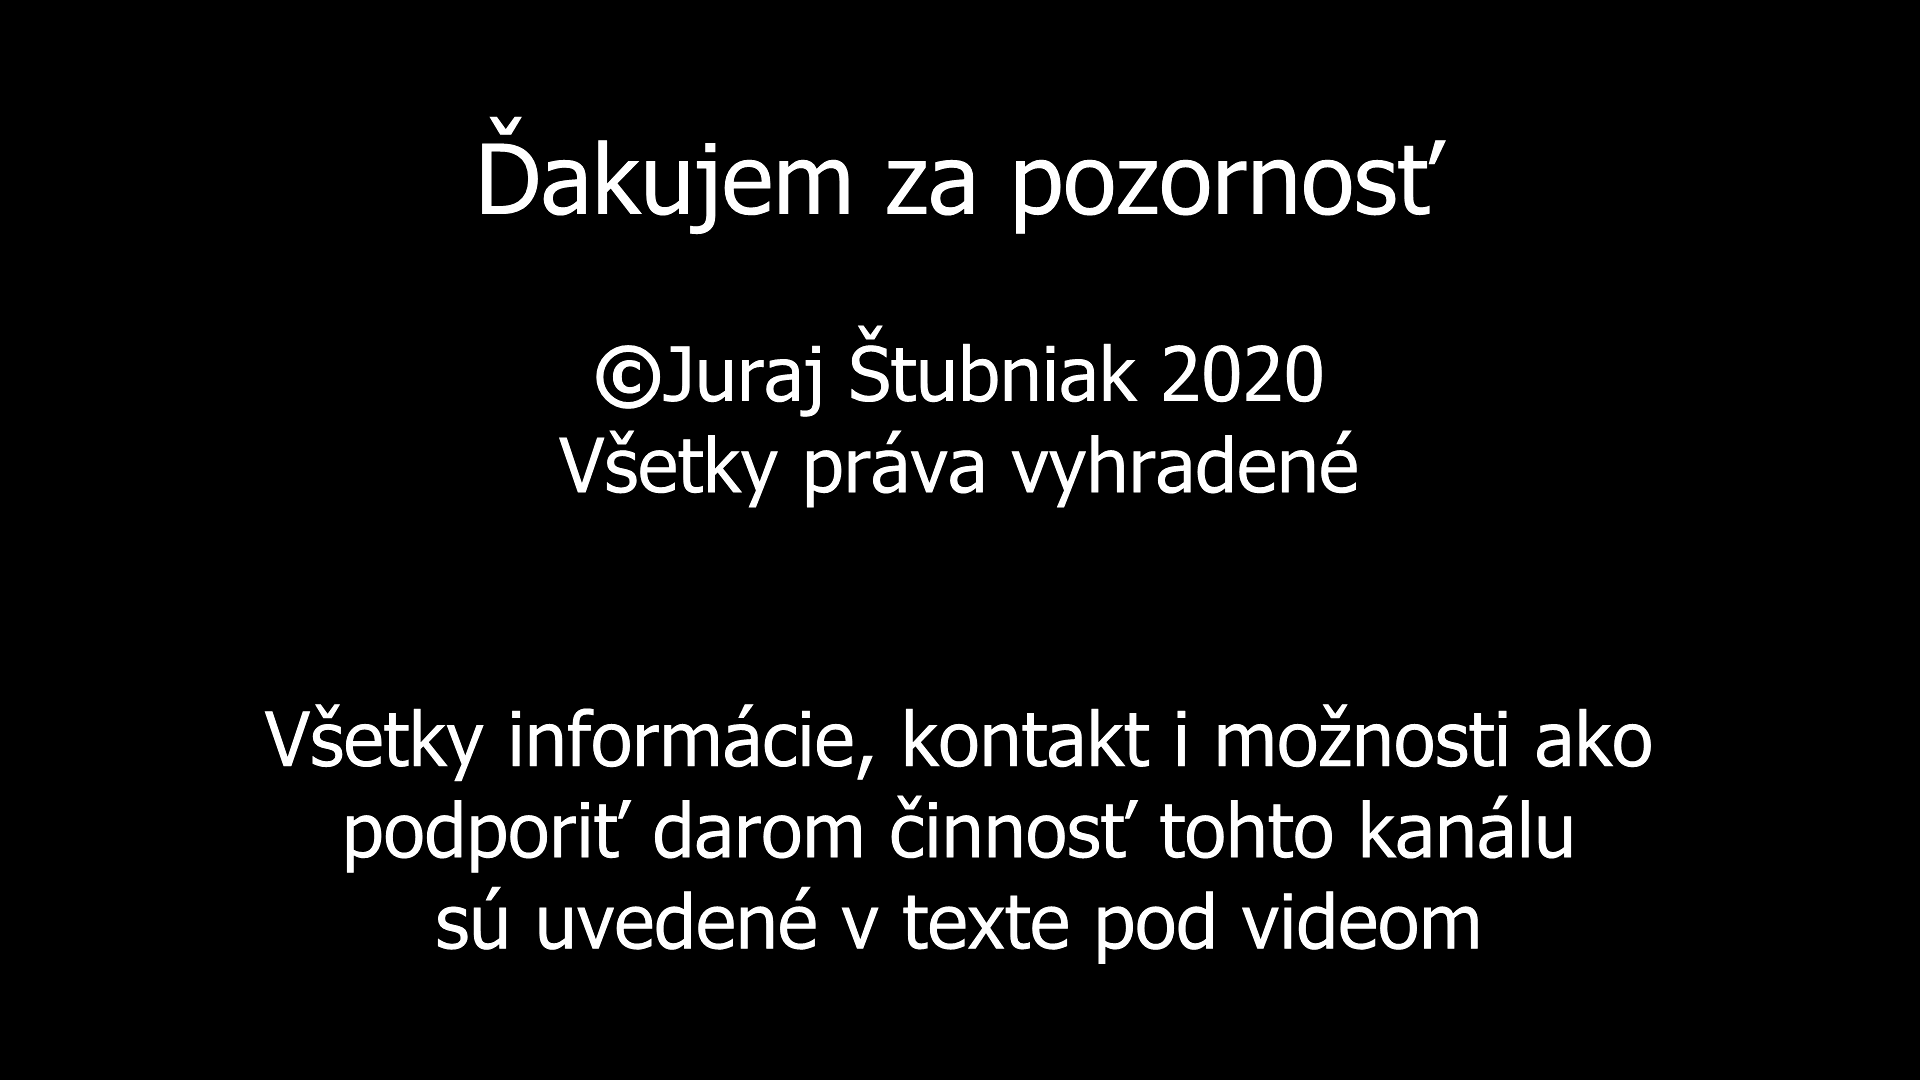 Ďakujem za pozornosť
©Juraj Štubniak 2020
Všetky práva vyhradené
Všetky informácie, kontakt i možnosti ako
podporiť darom činnosť tohto kanálu
sú uvedené v texte pod videom